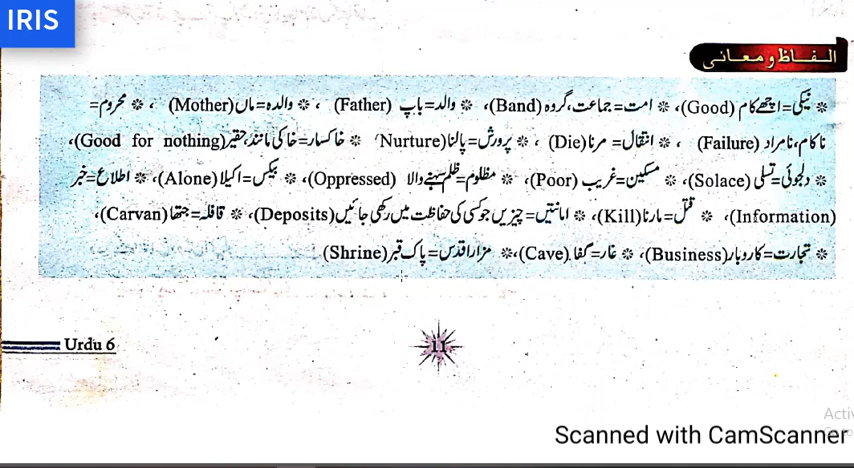 IRIS
الفاظ و معانی
❊ نیکی=اچھے کام (Good)، ❊ امت= جماعت، گروہ (Band)، ❊ والد=باپ (Father) ، ❊ والدہ=ماں(Mother) ، ❊ محروم=
ناکام، نامراد (Failure) ، ❊ انتقال= مرنا(Die) ، ❊ پرورش=پالنا(Nurture‘ ❊ خاکسار=خاکی مانند، حقیر(Good for nothing)،
❊ دلجوئی=تسلی (Solace)، ❊ مسکین=غریب (Poor)، ❊ مظلوم=ظلم سہنے والا (Oppressed)، ❊ بیکس=اکیلا(Alone)، ❊ اطلاع=خبر
(Information)، ❊ قتل=مارنا(Kill)، ❊ امانتیں= چیزیں جو کسی کی حفاظت میں رکھی جائیں(Deposits)، ❊ قافلہ=جتھا(Carvan)،
❊ تجارت=کاروبار(Business)، ❊ غار=گپھا (Cave)،❊ مزار اقدس= پاک قبر(Shrine)
Urdu 6
11
Scanned with CamScanner